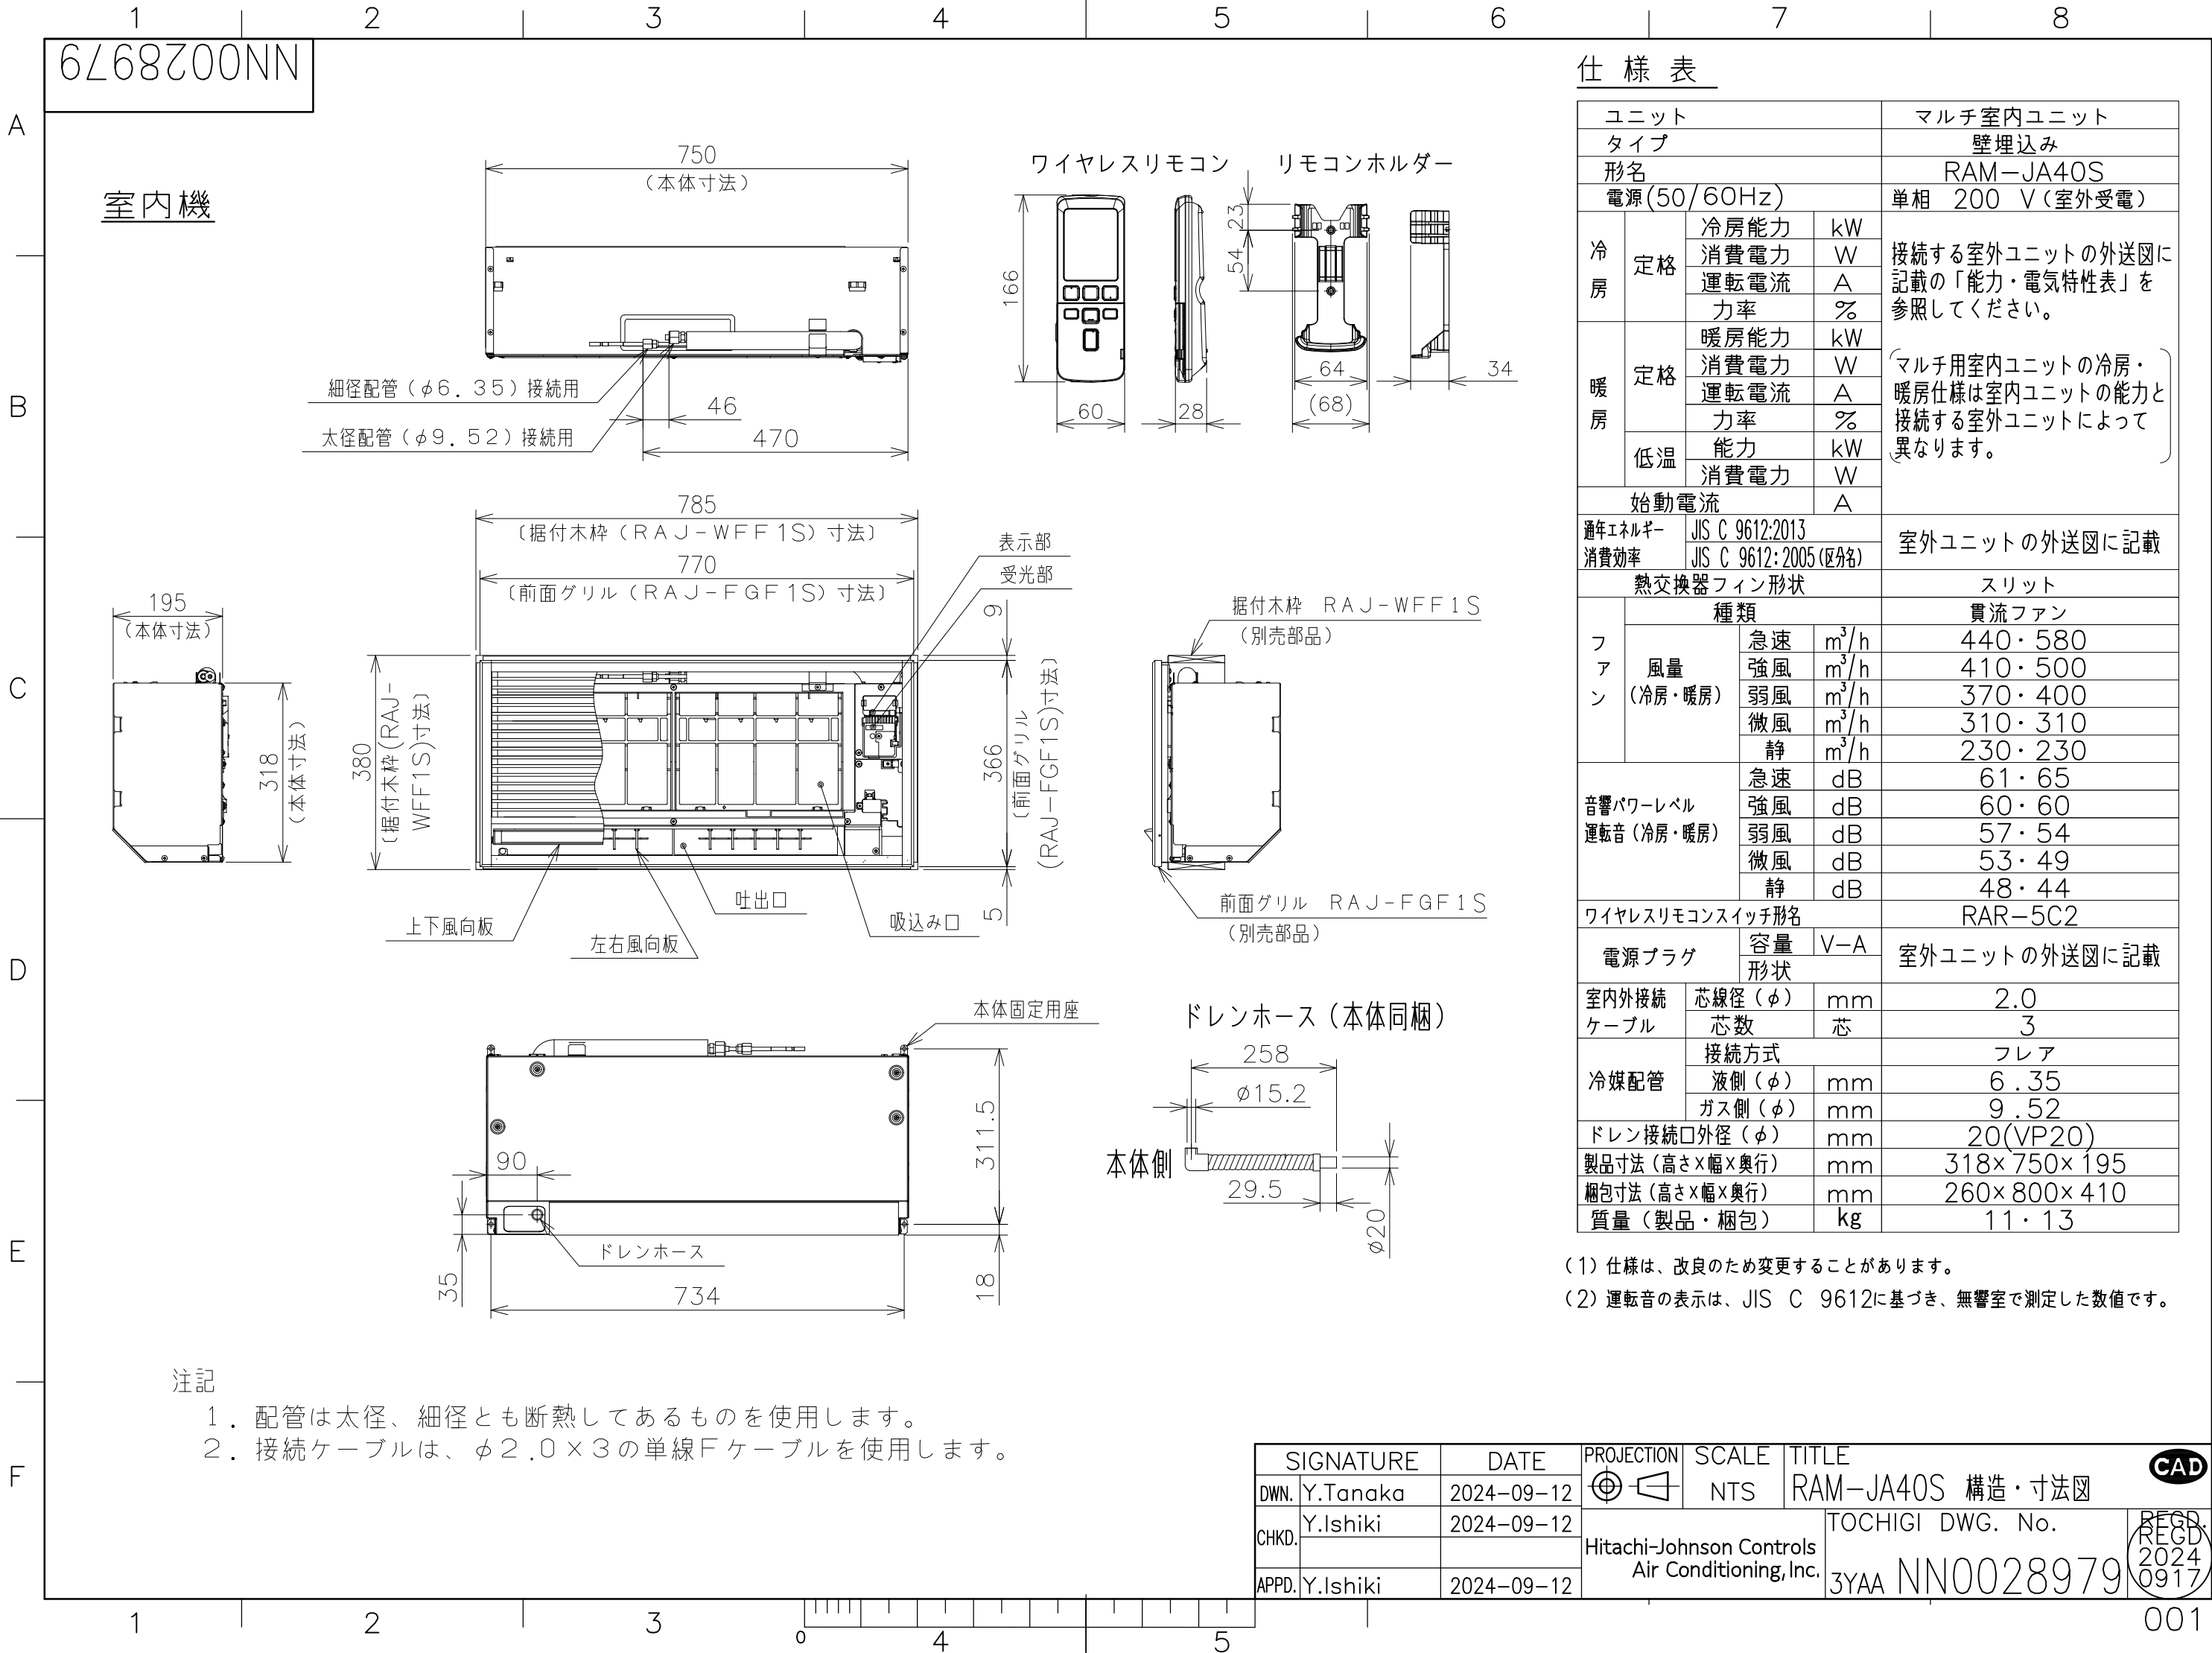 1 2 3 4 5 6 7 8
A
B
C
D
E
F
NN0028979
室内機
750
(本体寸法)
細径配管(φ6.35)接続用
太径配管(φ9.52)接続用
46
470
ワイヤレスリモコン
リモコンホルダー
166
60
28
23
54
64
(68)
34
785
〔据付木枠(RAJ-WFF1S)寸法〕
770
〔前面グリル(RAJ-FGF1S)寸法〕
表示部
受光部
195
(本体寸法)
318
(本体寸法)
380
〔据付木枠(RAJ-
WFF1S)寸法〕
9
366
〔前面グリル
(RAJ-FGF1S)寸法〕
5
上下風向板
左右風向板
吐出口
吸込み口
据付木枠 RAJ-WFF1S
(別売部品)
前面グリル RAJ-FGF1S
(別売部品)
本体固定用座
90
35
ドレンホース
734
311.5
18
ドレンホース(本体同梱)
258
φ15.2
本体側
29.5
φ20
注記
1. 配管は太径、細径とも断熱してあるものを使用します。
2. 接続ケーブルは、φ2.0×3の単線Fケーブルを使用します。
仕様表
ユニット マルチ室内ユニット
タイプ 壁埋込み
形名 RAM-JA40S
電源(50/60Hz) 単相 200 V(室外受電)
冷房 定格 冷房能力 kW
消費電力 W
運転電流 A
力率 %
接続する室外ユニットの外送図に
記載の「能力・電気特性表」を
参照してください。
暖房 定格 暖房能力 kW
消費電力 W
運転電流 A
力率 %
低温 能力 kW
消費電力 W
(マルチ用室内ユニットの冷房・
暖房仕様は室内ユニットの能力と
接続する室外ユニットによって
異なります。)
始動電流 A
通年エネルギー消費効率 JIS C 9612:2013
JIS C 9612:2005(区分名)
室外ユニットの外送図に記載
熱交換器フィン形状 スリット
ファン 種類 貫流ファン
風量(冷房・暖房) 急速 m³/h 440・580
強風 m³/h 410・500
弱風 m³/h 370・400
微風 m³/h 310・310
静 m³/h 230・230
音響パワーレベル
運転音(冷房・暖房)
急速 dB 61・65
強風 dB 60・60
弱風 dB 57・54
微風 dB 53・49
静 dB 48・44
ワイヤレスリモコンスイッチ形名 RAR-5C2
電源プラグ 容量 V-A
形状
室外ユニットの外送図に記載
室内外接続ケーブル 芯線径(φ) mm 2.0
芯数 芯 3
冷媒配管 接続方式 フレア
液側(φ) mm 6.35
ガス側(φ) mm 9.52
ドレン接続口外径(φ) mm 20(VP20)
製品寸法(高さ×幅×奥行) mm 318×750×195
梱包寸法(高さ×幅×奥行) mm 260×800×410
質量(製品・梱包) kg 11・13
(1)仕様は、改良のため変更することがあります。
(2)運転音の表示は、JIS C 9612に基づき、無響室で測定した数値です。
SIGNATURE DATE
DWN. Y.Tanaka 2024-09-12
CHKD. Y.Ishiki 2024-09-12
APPD. Y.Ishiki 2024-09-12
PROJECTION
SCALE
NTS
TITLE
RAM-JA40S 構造・寸法図
CAD
Hitachi-Johnson Controls
Air Conditioning,Inc.
TOCHIGI DWG. No.
3YAA NN0028979
REGD.
REGD
2024
0917
1 2 3 0 4 5
001